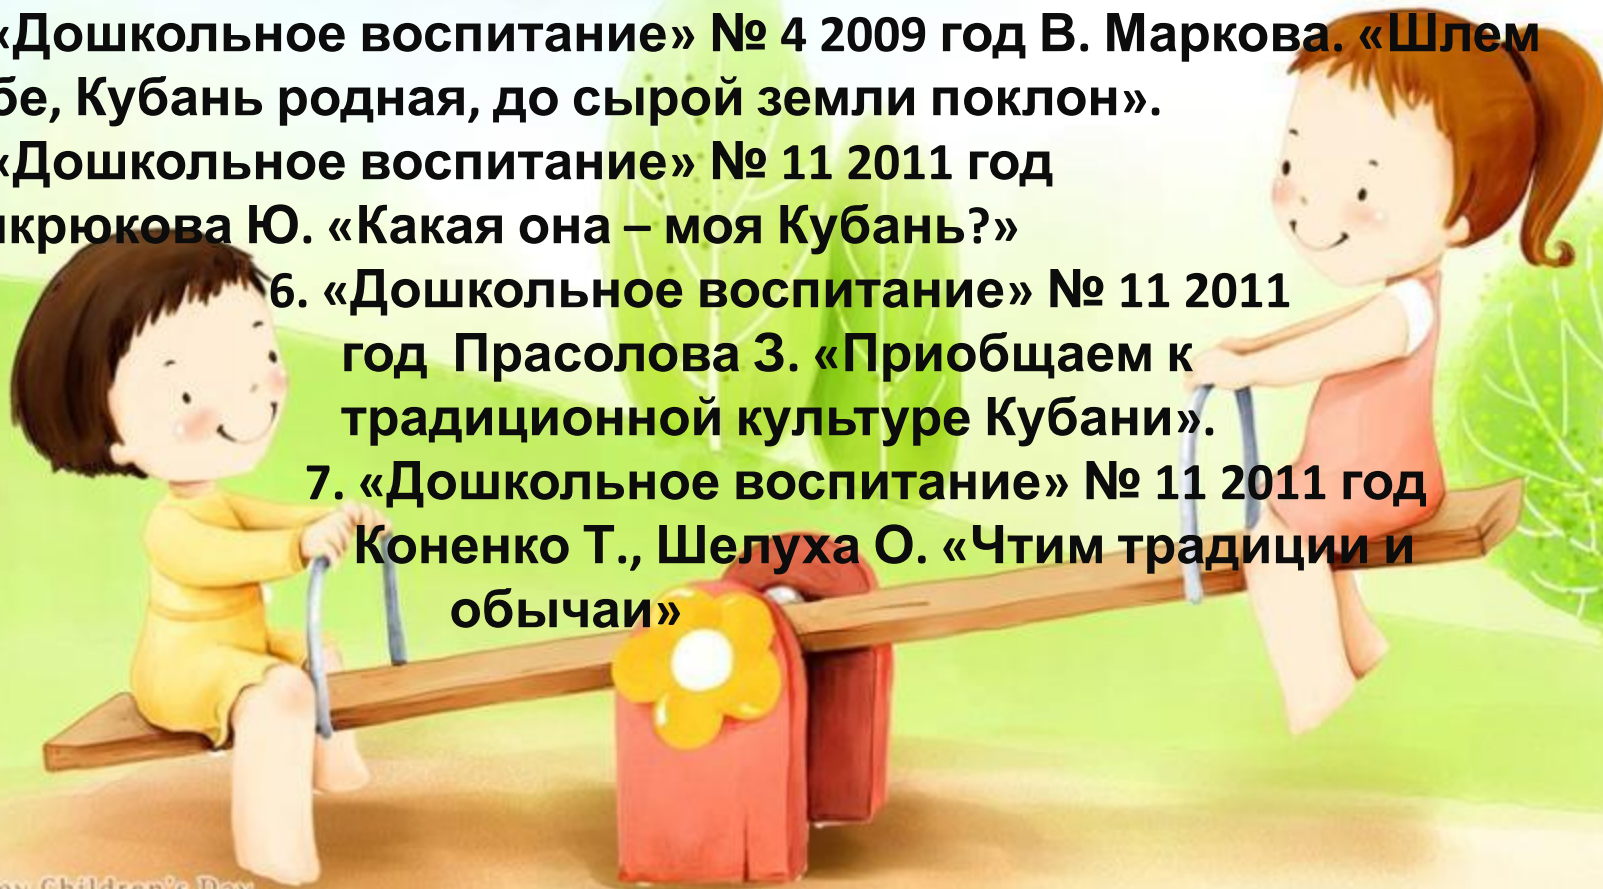 «Дошкольное воспитание» № 4 2009 год В. Маркова. «Шлем
бе, Кубань родная, до сырой земли поклон».
«Дошкольное воспитание» № 11 2011 год
крюкова Ю. «Какая она – моя Кубань?»
6. «Дошкольное воспитание» № 11 2011
год Прасолова З. «Приобщаем к
традиционной культуре Кубани».
7. «Дошкольное воспитание» № 11 2011 год
Коненко Т., Шелуха О. «Чтим традиции и
обычаи»
Children's Day